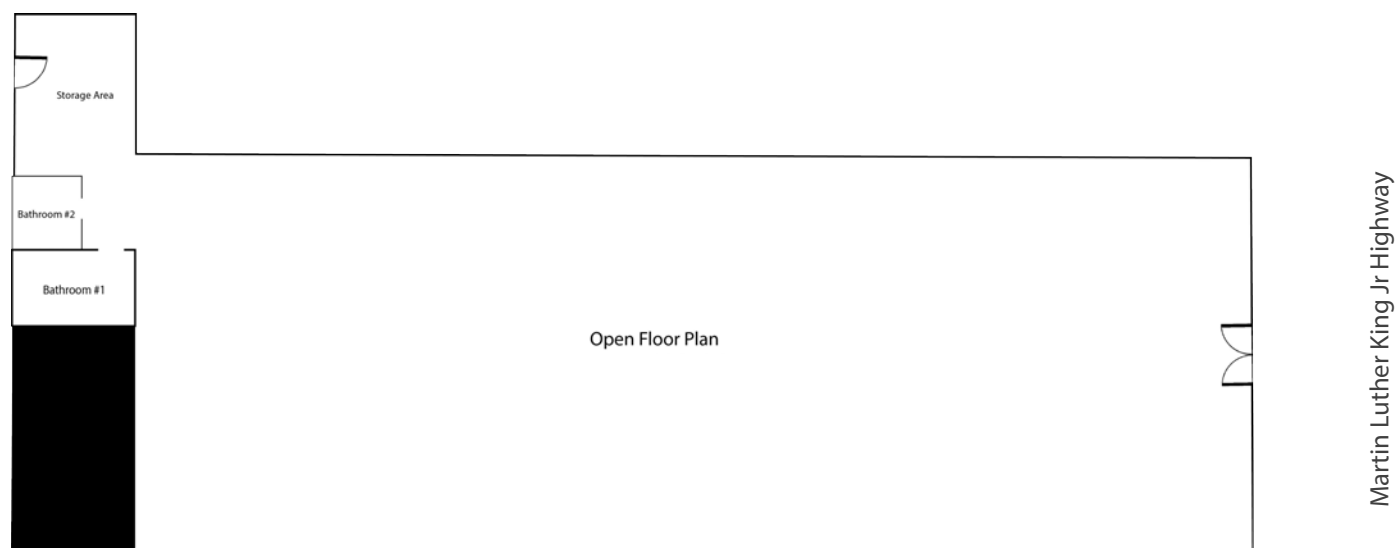 Storage Area
Bathroom #2
Bathroom #1
Open Floor Plan
Martin Luther King Jr Highway